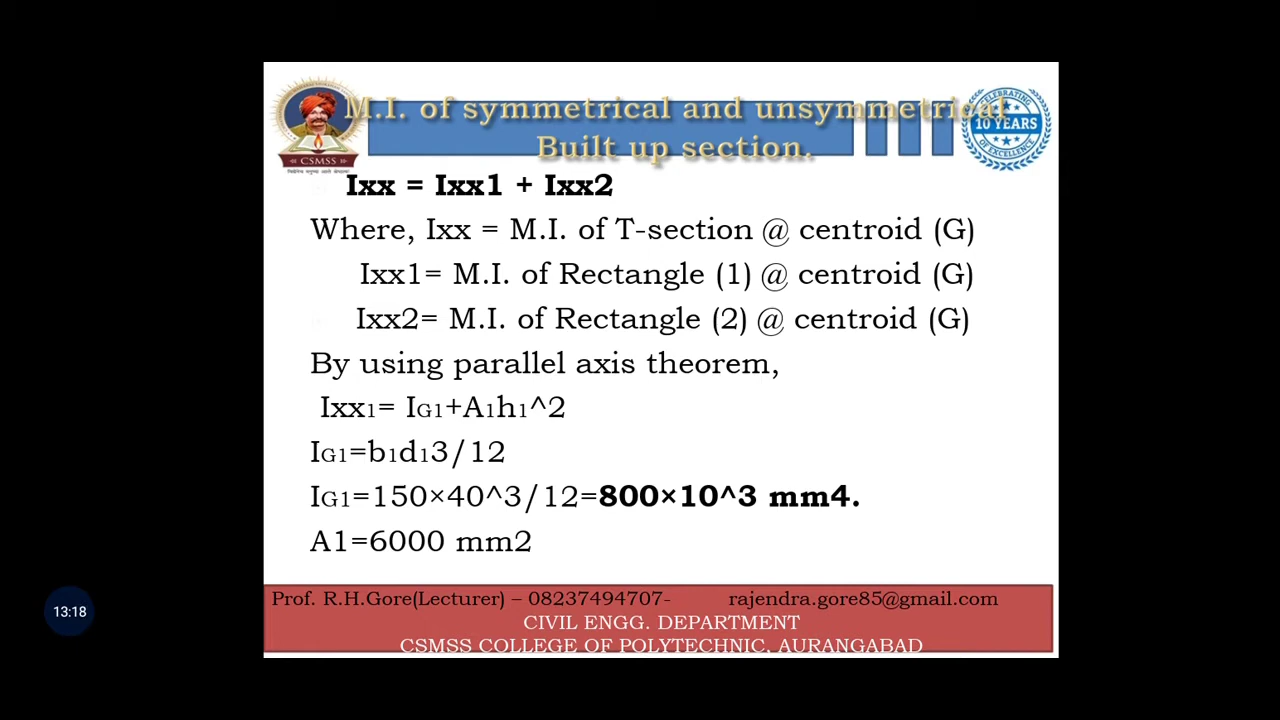 M.I. of symmetrical and unsymmetrical
Built up section.
CELEBRATING
10 YEARS
OF EXCELLENCE
CSMSS
Ixx = Ixx1 + Ixx2
Where, Ixx = M.I. of T-section @ centroid (G)
Ixx1= M.I. of Rectangle (1) @ centroid (G)
Ixx2= M.I. of Rectangle (2) @ centroid (G)
By using parallel axis theorem,
Ixx₁= IG1+A₁h₁^2
IG1=b₁d₁3/12
IG1=150×40^3/12=800×10^3 mm4.
A1=6000 mm2
13:18
Prof. R.H.Gore(Lecturer) – 08237494707- rajendra.gore85@gmail.com
CIVIL ENGG. DEPARTMENT
CSMSS COLLEGE OF POLYTECHNIC, AURANGABAD